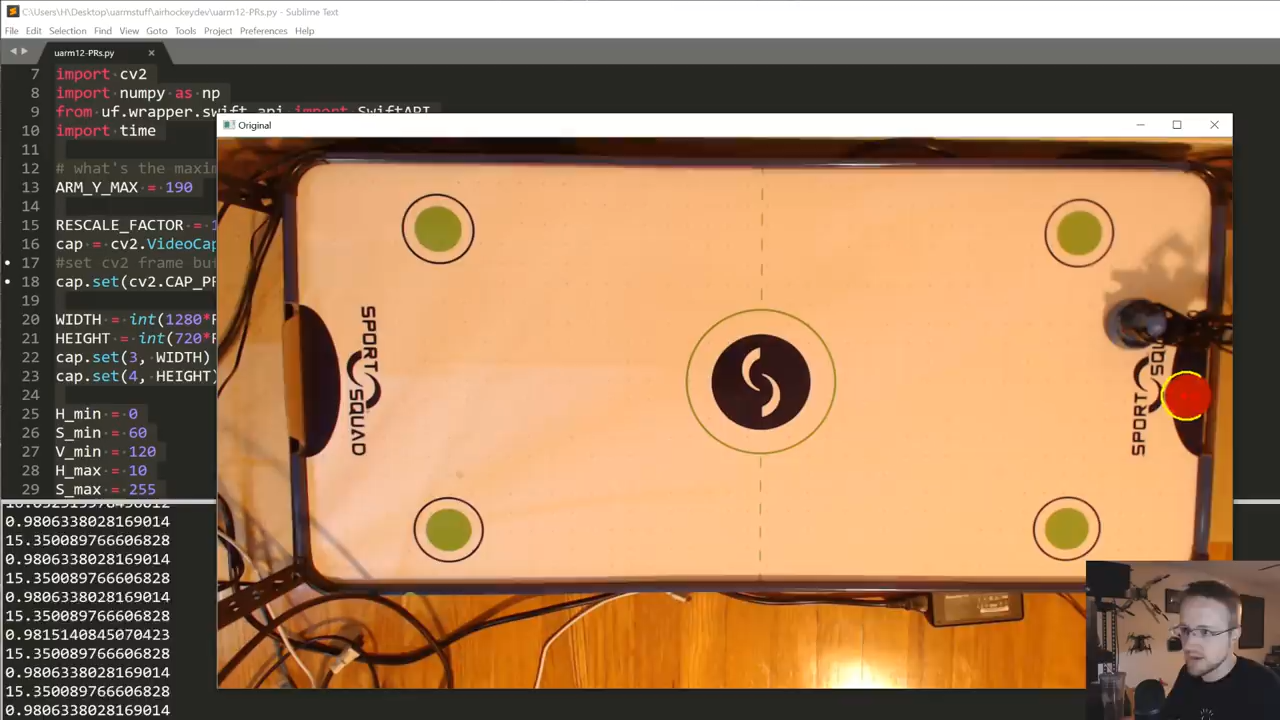 C:\Users\H\Desktop\uarmstuff\airhockeydev\uarm12-PRs.py - Sublime Text
File Edit Selection Find View Goto Tools Project Preferences Help
uarm12-PRs.py
7 import cv2
8 import numpy as np
9 from uf.wrapper.swift_api import SwiftAPI
10 import time
11
12 # what's the maxim
13 ARM_Y_MAX = 190
14
15 RESCALE_FACTOR = 1
16 cap = cv2.VideoCap
17 #set cv2 frame bu
18 cap.set(cv2.CAP_PR
19
20 WIDTH = int(1280*
21 HEIGHT = int(720*
22 cap.set(3, WIDTH)
23 cap.set(4, HEIGHT)
24
25 H_min = 0
26 S_min = 60
27 V_min = 120
28 H_max = 10
29 S_max = 255
Original
SPORT SQUAD
SPORT SQU
0.9806338028169014
15.350089766606828
0.9806338028169014
15.350089766606828
0.9806338028169014
15.350089766606828
0.9815140845070423
15.350089766606828
0.9806338028169014
15.350089766606828
0.9806338028169014